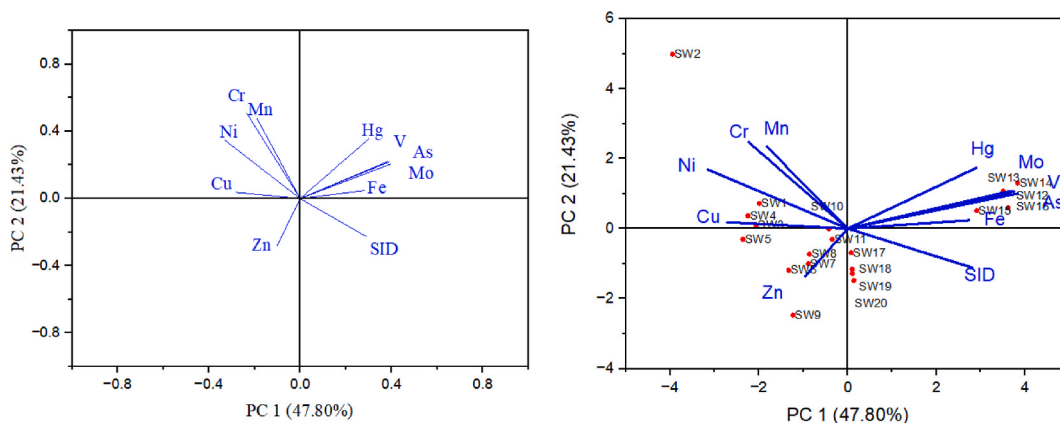 0.8
0.4
0.0
−0.4
−0.8
PC 2 (21.43%)
Cr
Mn
Ni
Cu
Hg
V
As
Mo
Fe
Zn
SID
−0.8
−0.4
0.0
0.4
0.8
PC 1 (47.80%)
6
4
2
0
−2
−4
PC 2 (21.43%)
SW2
Mn
Cr
Ni
Cu
Hg
Mo
V
As
Fe
SID
Zn
SW13
SW14
SW12
SW16
SW15
SW1
SW10
SW4
SW5
SW11
SW8
SW7
SW17
SW18
SW19
SW20
SW9
−4
−2
0
2
4
PC 1 (47.80%)